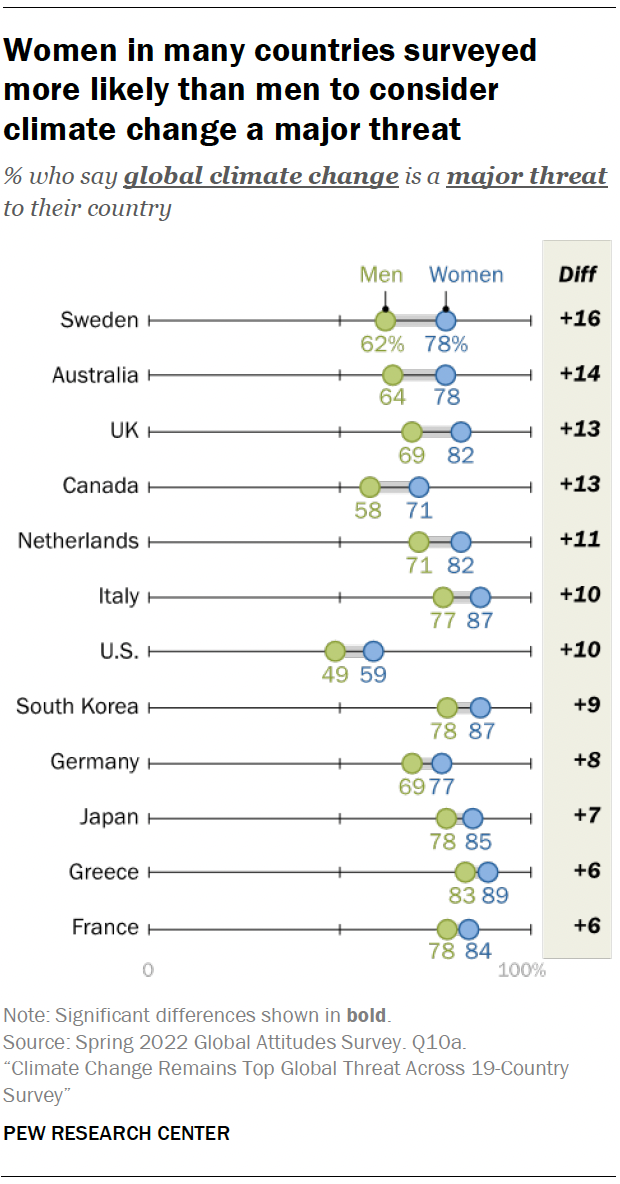 Women in many countries surveyed
more likely than men to consider
climate change a major threat
% who say global climate change is a major threat
to their country
Men Women Diff
Sweden 62% 78% +16
Australia 64 78 +14
UK 69 82 +13
Canada 58 71 +13
Netherlands 71 82 +11
Italy 77 87 +10
U.S. 49 59 +10
South Korea 78 87 +9
Germany 69 77 +8
Japan 78 85 +7
Greece 83 89 +6
France 78 84 +6
0 100%
Note: Significant differences shown in bold.
Source: Spring 2022 Global Attitudes Survey. Q10a.
“Climate Change Remains Top Global Threat Across 19-Country
Survey”
PEW RESEARCH CENTER